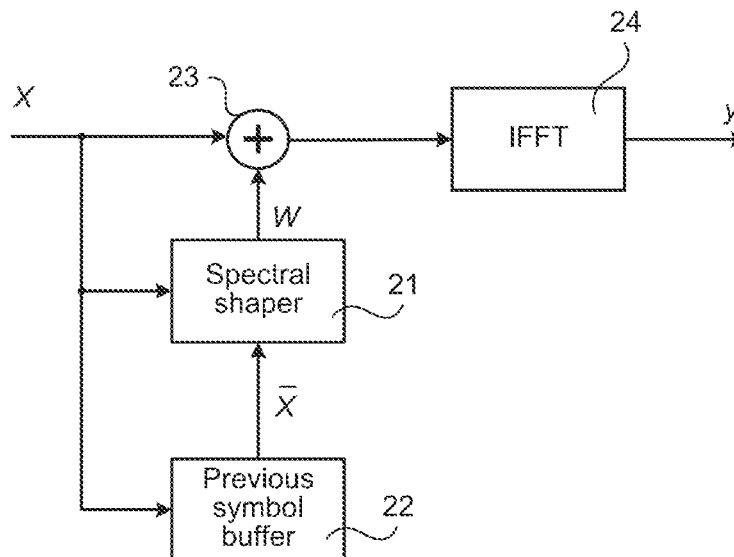 24
23
X
+
IFFT
y
W
Spectral
shaper
21
X̄
Previous
symbol
buffer
22